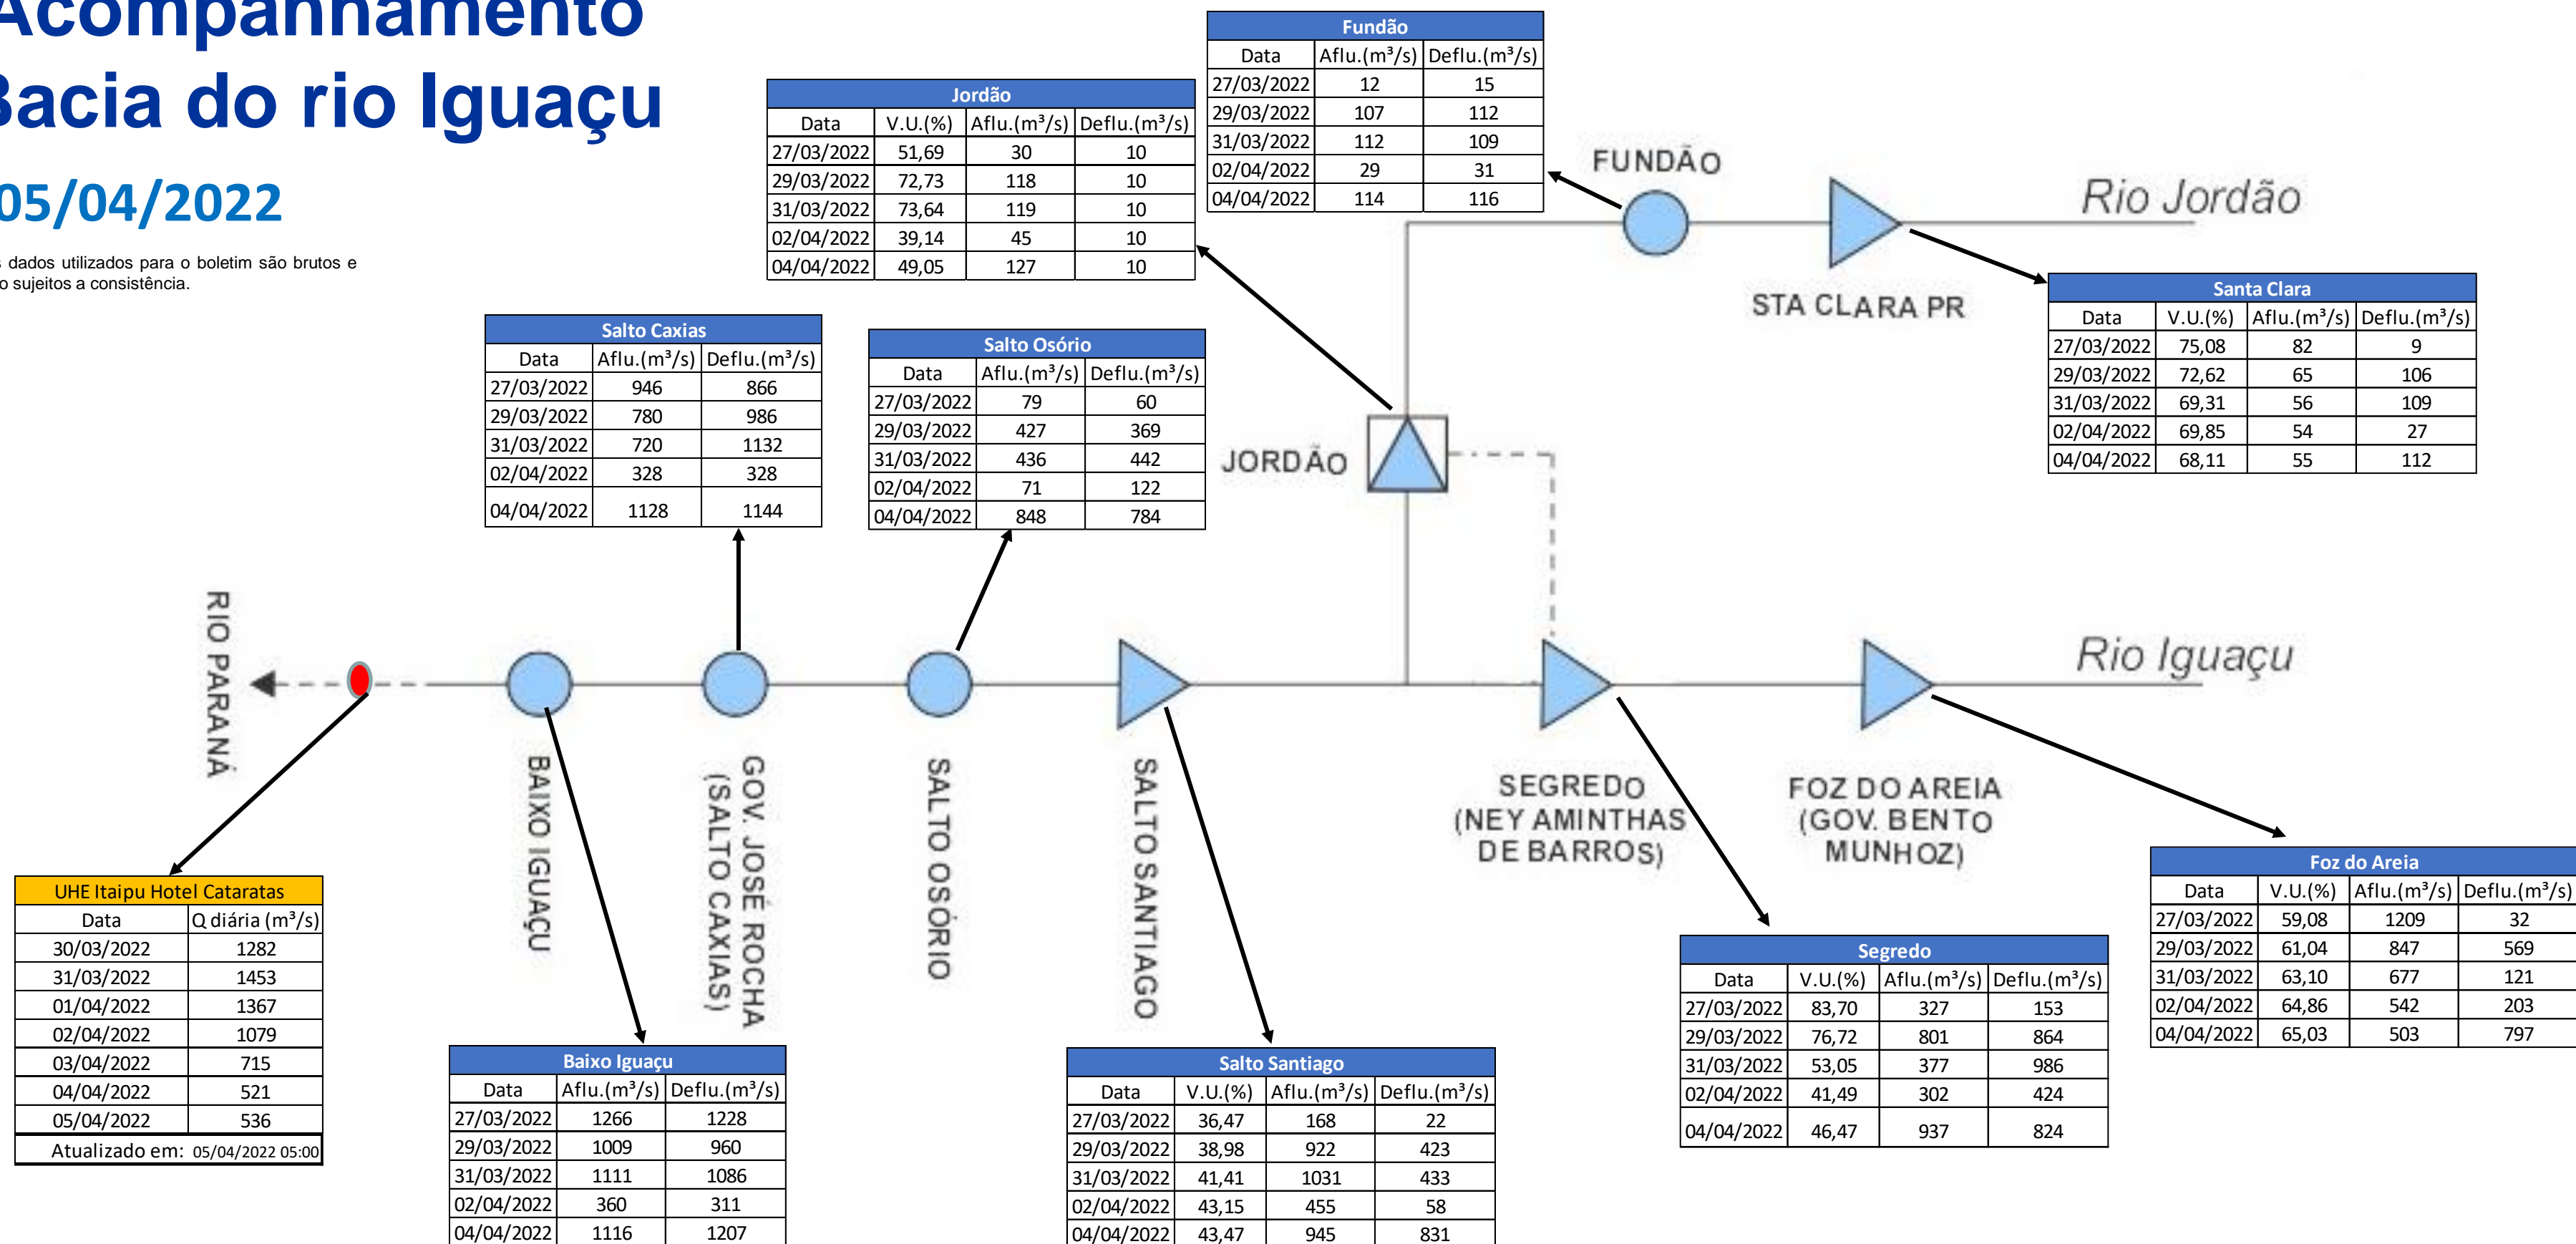 Acompanhamento
Bacia do rio Iguaçu
05/04/2022
s dados utilizados para o boletim são brutos e
o sujeitos a consistência.
Fundão
Data Aflu.(m³/s) Deflu.(m³/s)
27/03/2022 12 15
29/03/2022 107 112
31/03/2022 112 109
02/04/2022 29 31
04/04/2022 114 116
Jordão
Data V.U.(%) Aflu.(m³/s) Deflu.(m³/s)
27/03/2022 51,69 30 10
29/03/2022 72,73 118 10
31/03/2022 73,64 119 10
02/04/2022 39,14 45 10
04/04/2022 49,05 127 10
FUNDÃO
Rio Jordão
STA CLARA PR
Santa Clara
Data V.U.(%) Aflu.(m³/s) Deflu.(m³/s)
27/03/2022 75,08 82 9
29/03/2022 72,62 65 106
31/03/2022 69,31 56 109
02/04/2022 69,85 54 27
04/04/2022 68,11 55 112
Salto Caxias
Data Aflu.(m³/s) Deflu.(m³/s)
27/03/2022 946 866
29/03/2022 780 986
31/03/2022 720 1132
02/04/2022 328 328
04/04/2022 1128 1144
Salto Osório
Data Aflu.(m³/s) Deflu.(m³/s)
27/03/2022 79 60
29/03/2022 427 369
31/03/2022 436 442
02/04/2022 71 122
04/04/2022 848 784
JORDÃO
RIO PARANÁ
Rio Iguaçu
BAIXO IGUAÇU
GOV. JOSÉ ROCHA
(SALTO CAXIAS)
SALTO OSÓRIO
SALTO SANTIAGO
SEGREDO
(NEY AMINTHAS
DE BARROS)
FOZ DO AREIA
(GOV. BENTO
MUNHOZ)
Foz do Areia
Data V.U.(%) Aflu.(m³/s) Deflu.(m³/s)
27/03/2022 59,08 1209 32
29/03/2022 61,04 847 569
31/03/2022 63,10 677 121
02/04/2022 64,86 542 203
04/04/2022 65,03 503 797
UHE Itaipu Hotel Cataratas
Data Q diária (m³/s)
30/03/2022 1282
31/03/2022 1453
01/04/2022 1367
02/04/2022 1079
03/04/2022 715
04/04/2022 521
05/04/2022 536
Atualizado em: 05/04/2022 05:00
Segredo
Data V.U.(%) Aflu.(m³/s) Deflu.(m³/s)
27/03/2022 83,70 327 153
29/03/2022 76,72 801 864
31/03/2022 53,05 377 986
02/04/2022 41,49 302 424
04/04/2022 46,47 937 824
Baixo Iguaçu
Data Aflu.(m³/s) Deflu.(m³/s)
27/03/2022 1266 1228
29/03/2022 1009 960
31/03/2022 1111 1086
02/04/2022 360 311
04/04/2022 1116 1207
Salto Santiago
Data V.U.(%) Aflu.(m³/s) Deflu.(m³/s)
27/03/2022 36,47 168 22
29/03/2022 38,98 922 423
31/03/2022 41,41 1031 433
02/04/2022 43,15 455 58
04/04/2022 43,47 945 831